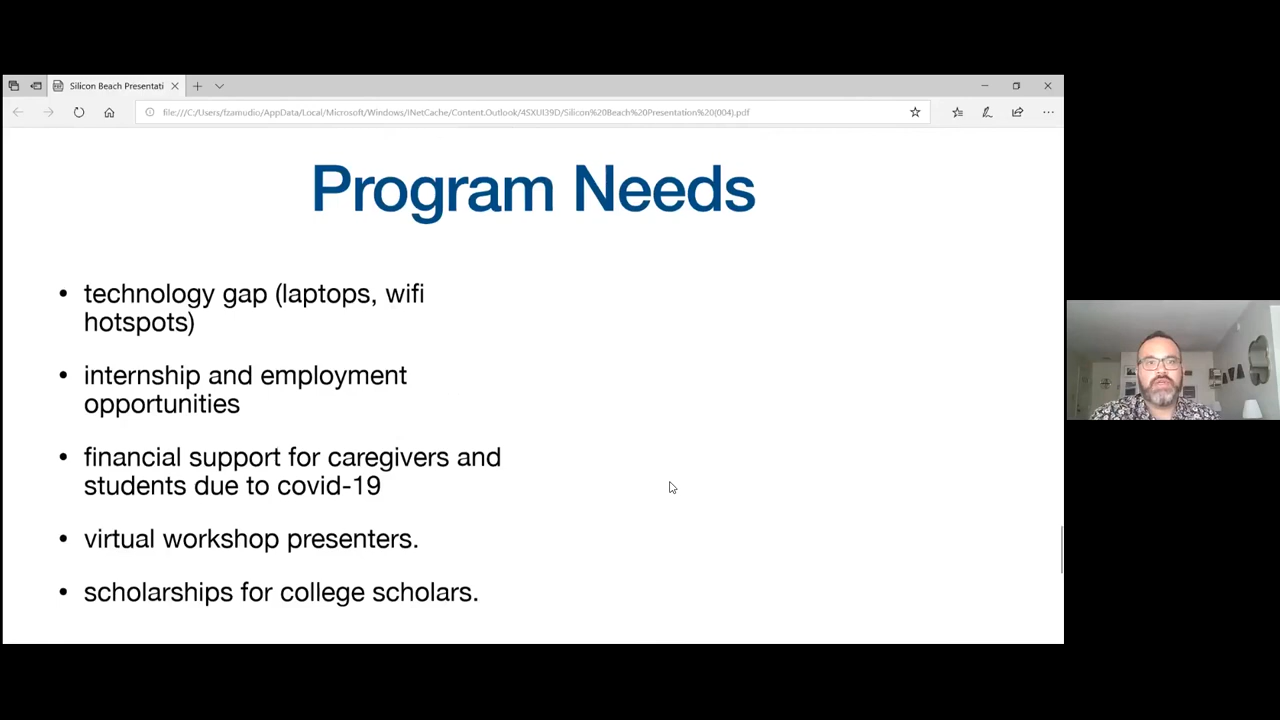 Silicon Beach Presentati
file:///C:/Users/fzamudio/AppData/Local/Microsoft/Windows/INetCache/Content.Outlook/4SXUI39D/Silicon%20Beach%20Presentation%20(004).pdf
Program Needs
• technology gap (laptops, wifi
hotspots)
• internship and employment
opportunities
• financial support for caregivers and
students due to covid-19
• virtual workshop presenters.
• scholarships for college scholars.